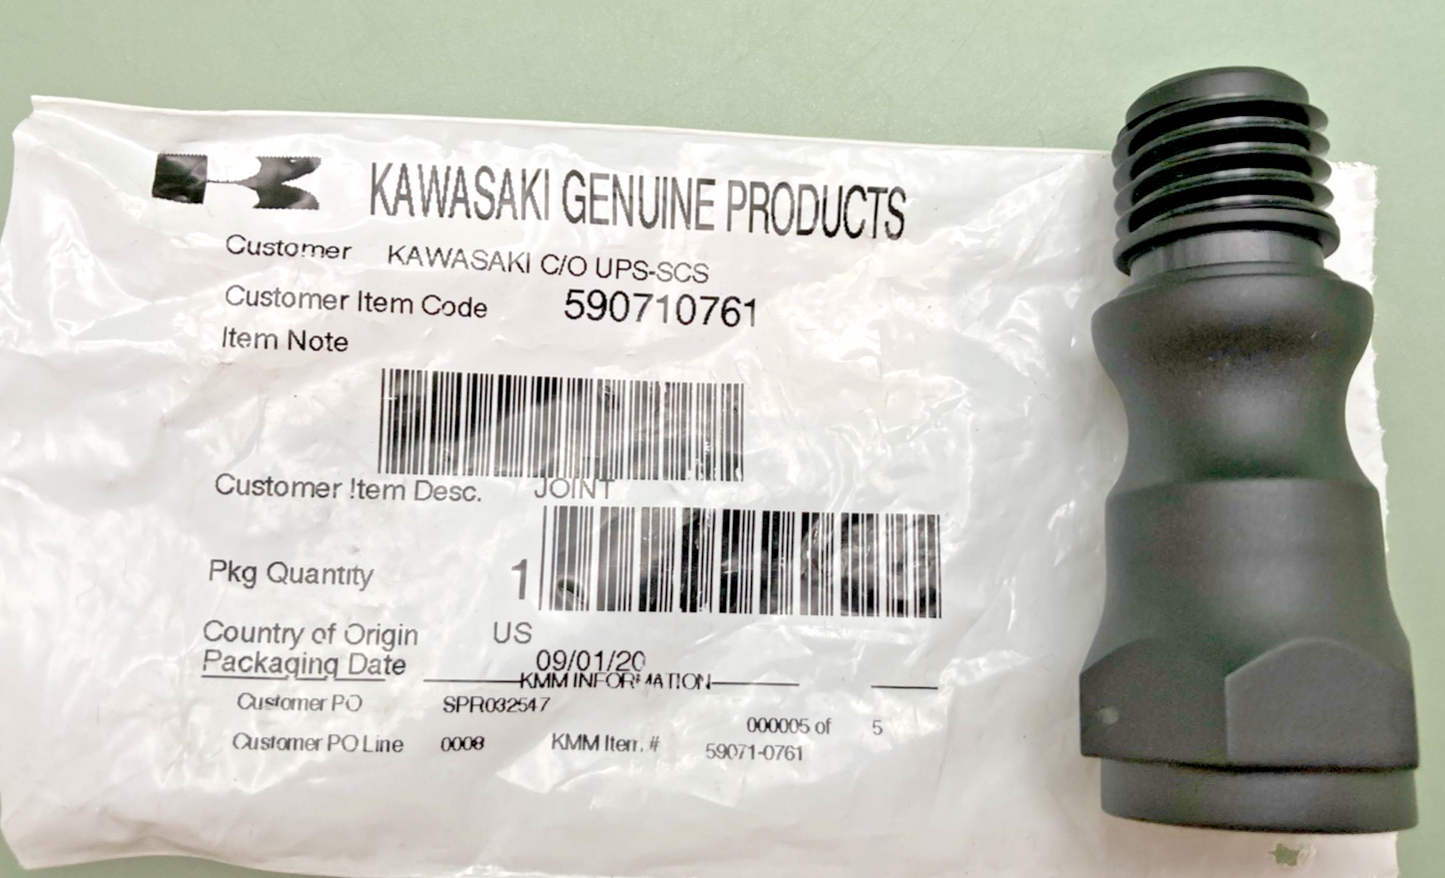 KAWASAKI GENUINE PRODUCTS
Customer KAWASAKI C/O UPS-SCS
Customer Item Code 590710761
Item Note
Customer Item Desc. JOINT
Pkg Quantity 1
Country of Origin US
Packaging Date 09/01/20
KMM INFORMATION
Customer PO SPR032547
000005 of 5
Customer PO Line 0008 KMM Item # 59071-0761